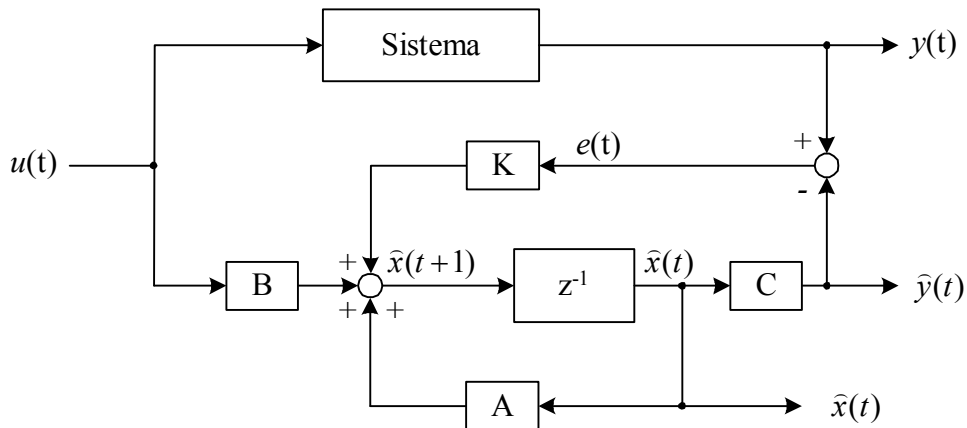 Sistema
y(t)
u(t)
+
-
K
e(t)
B
+
+
+
x̂(t+1)
z⁻¹
x̂(t)
C
ŷ(t)
A
x̂(t)